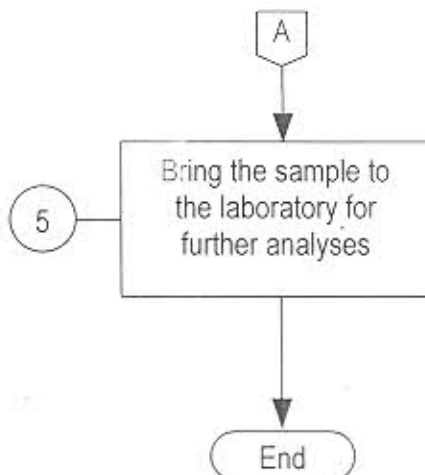 A
Bring the sample to
5
the laboratory for
further analyses
End